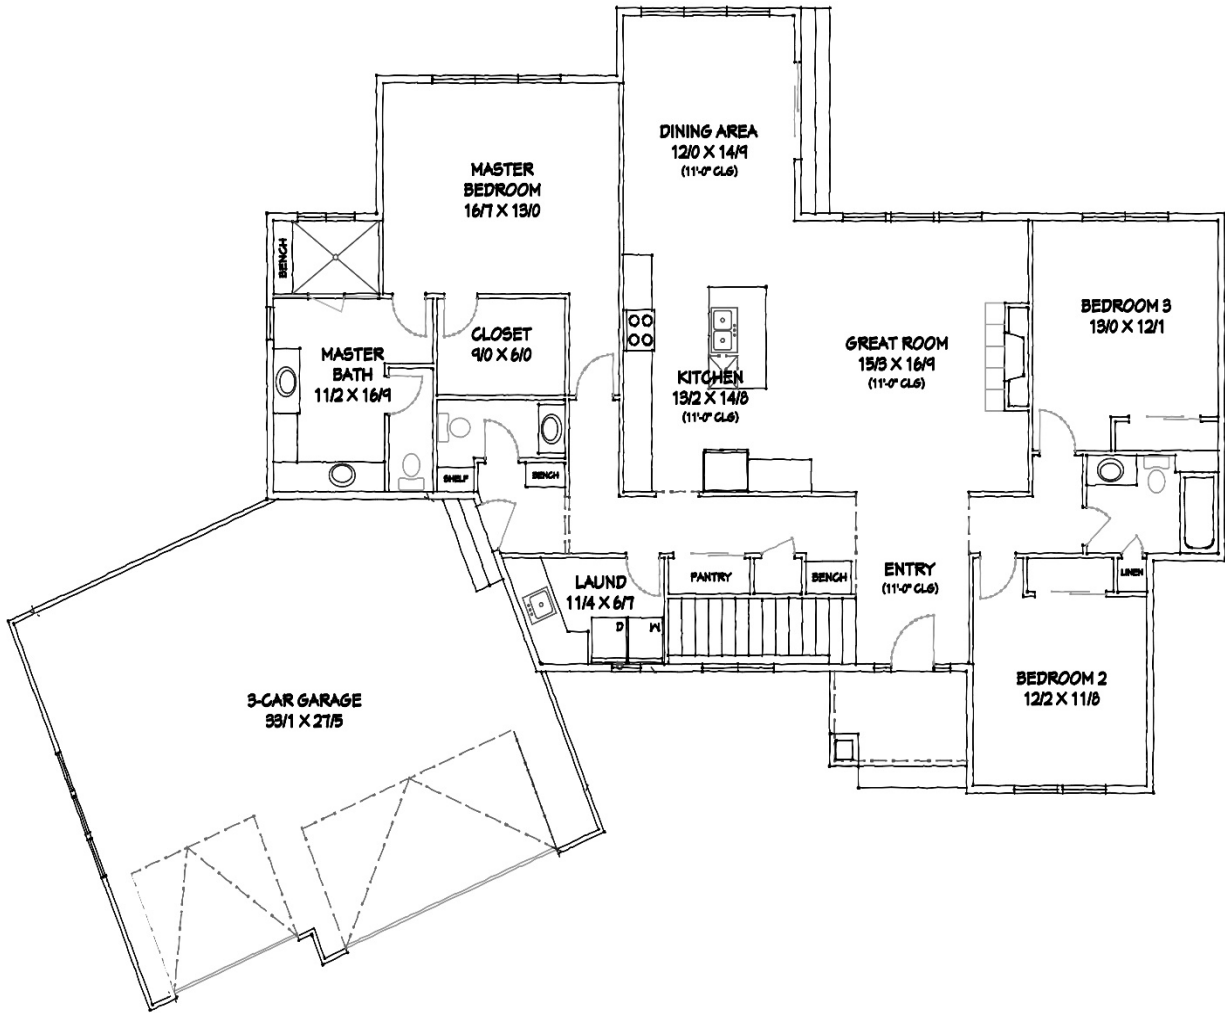 DINING AREA
12/0 X 14/9
(11'-0" CLG)
MASTER
BEDROOM
16/7 X 13/0
BENCH
BEDROOM 3
13/0 X 12/1
CLOSET
9/0 X 6/0
GREAT ROOM
15/3 X 16/9
(11'-0" CLG)
MASTER
BATH
11/2 X 16/9
KITCHEN
13/2 X 14/8
(11'-0" CLG)
SHELF
BENCH
LAUND
11/4 X 6/7
PANTRY
BENCH
ENTRY
(11'-0" CLG)
LINEN
D
W
BEDROOM 2
12/2 X 11/8
3-CAR GARAGE
33/1 X 27/5